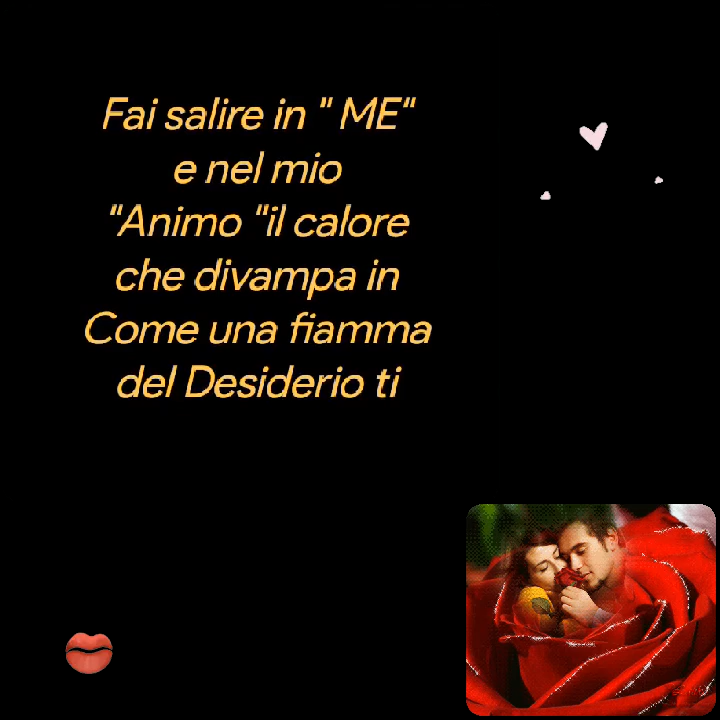 Fai salire in " ME"
e nel mio
"Animo "il calore
che divampa in
Come una fiamma
del Desiderio ti